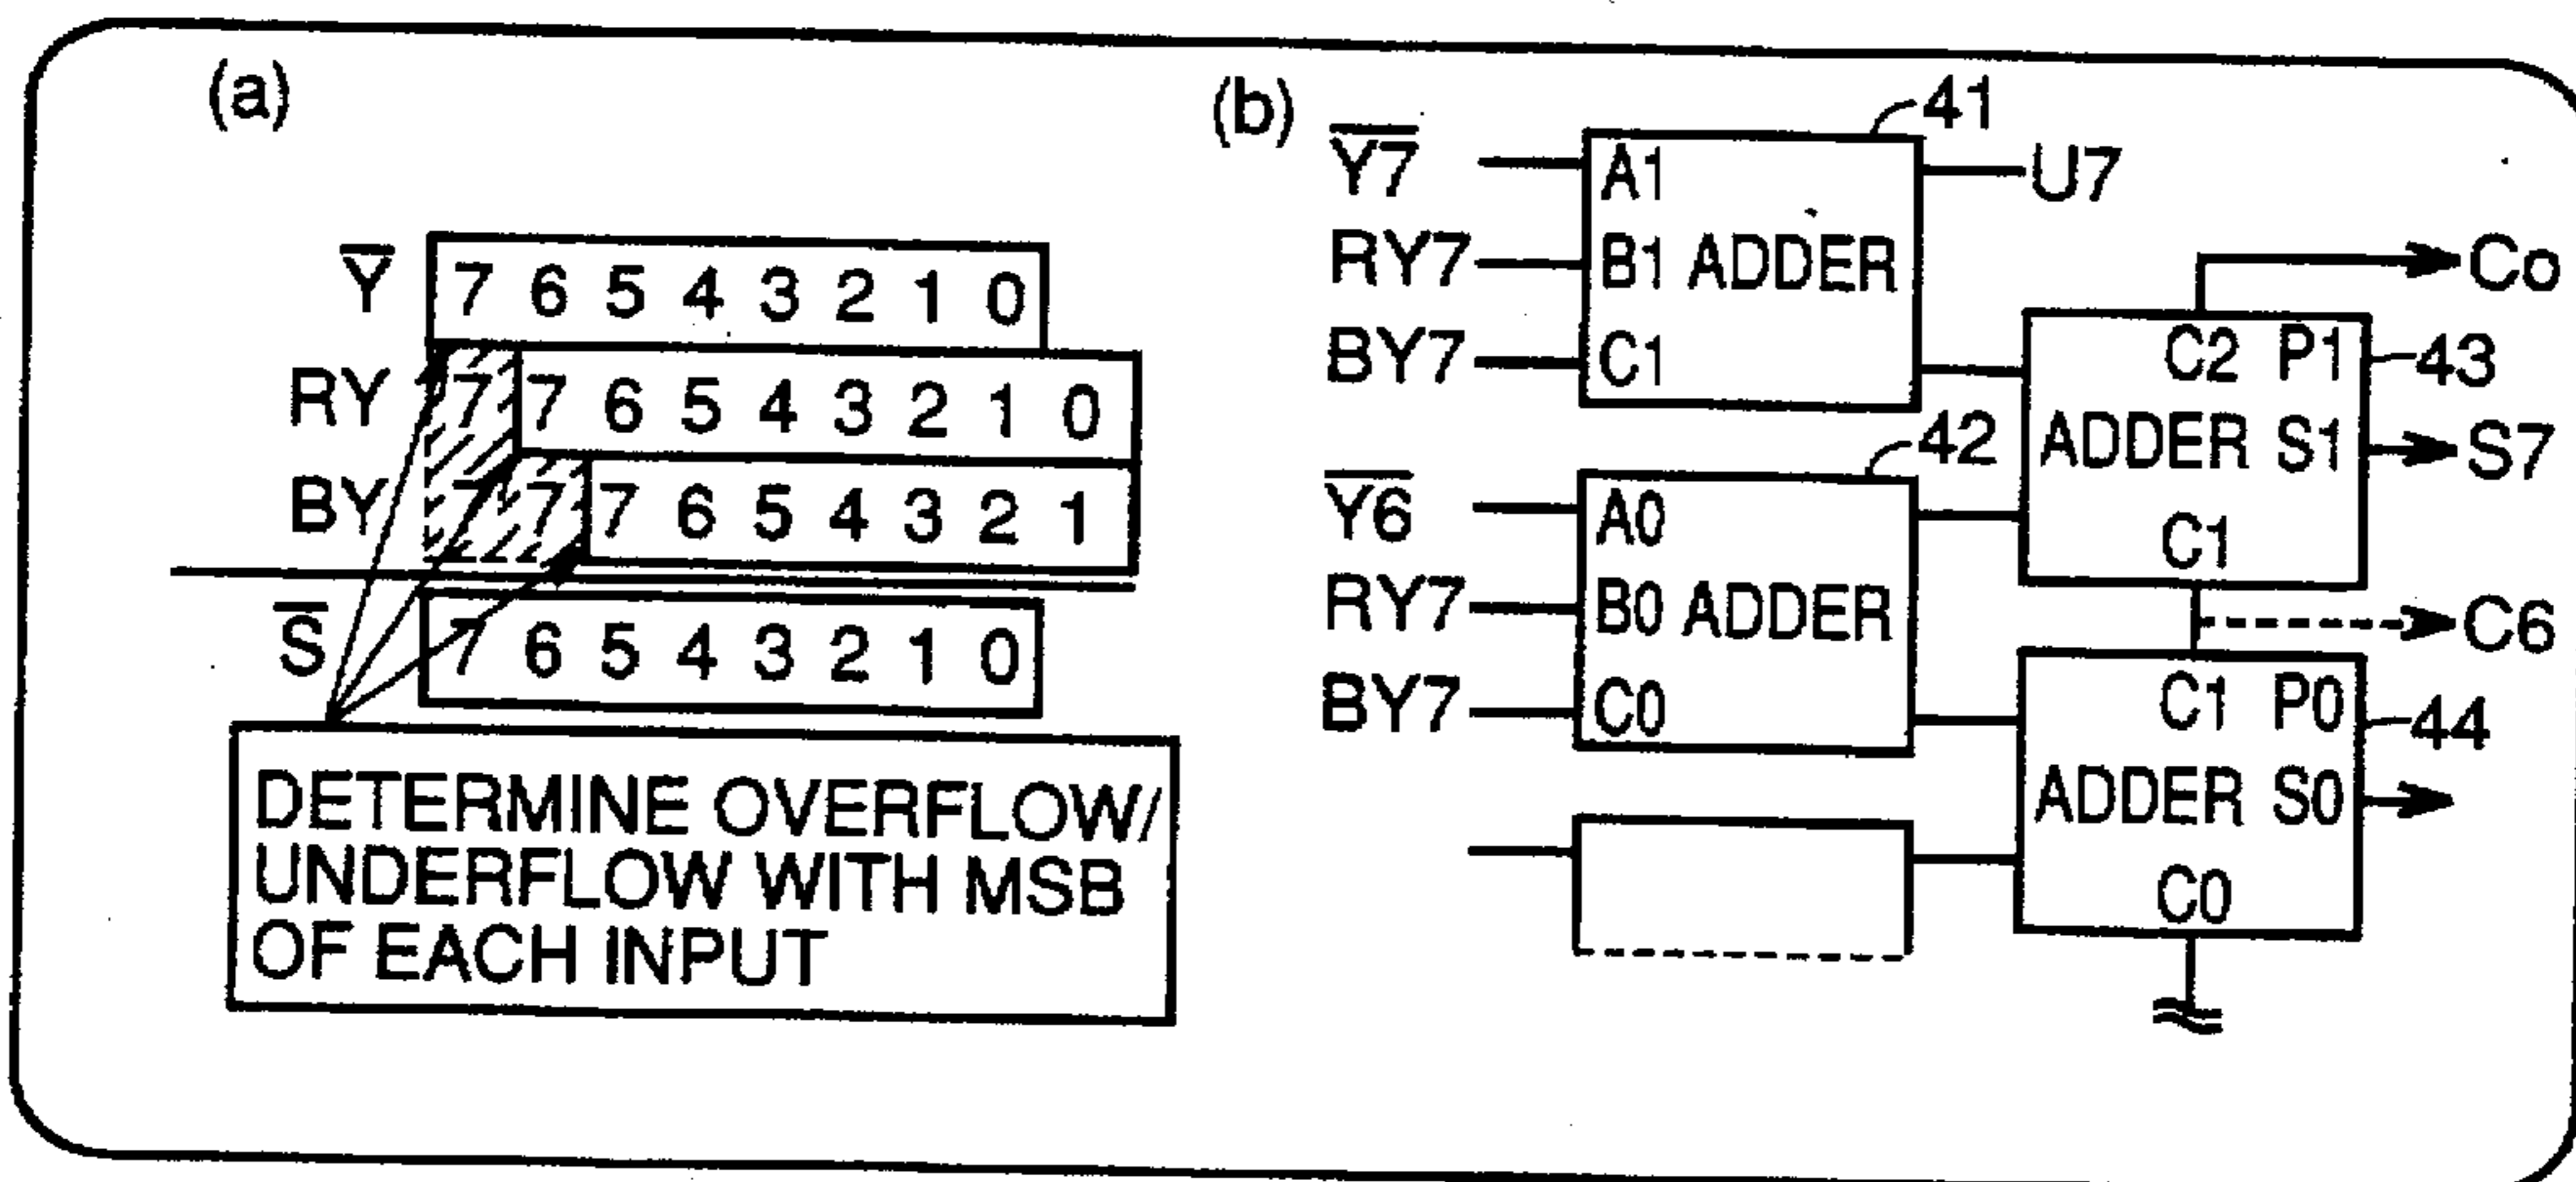 (a)
Y̅ 7 6 5 4 3 2 1 0
RY 7 7 6 5 4 3 2 1 0
BY 7 7 7 6 5 4 3 2 1
S̅ 7 6 5 4 3 2 1 0
DETERMINE OVERFLOW/
UNDERFLOW WITH MSB
OF EACH INPUT
(b)
41
Y̅7̅ A1 U7
RY7 B1 ADDER
BY7 C1
Co
C2 P1 43
ADDER S1 S7
C1
42
Y̅6̅ A0
RY7 B0 ADDER
BY7 C0
C6
C1 P0 44
ADDER S0
C0